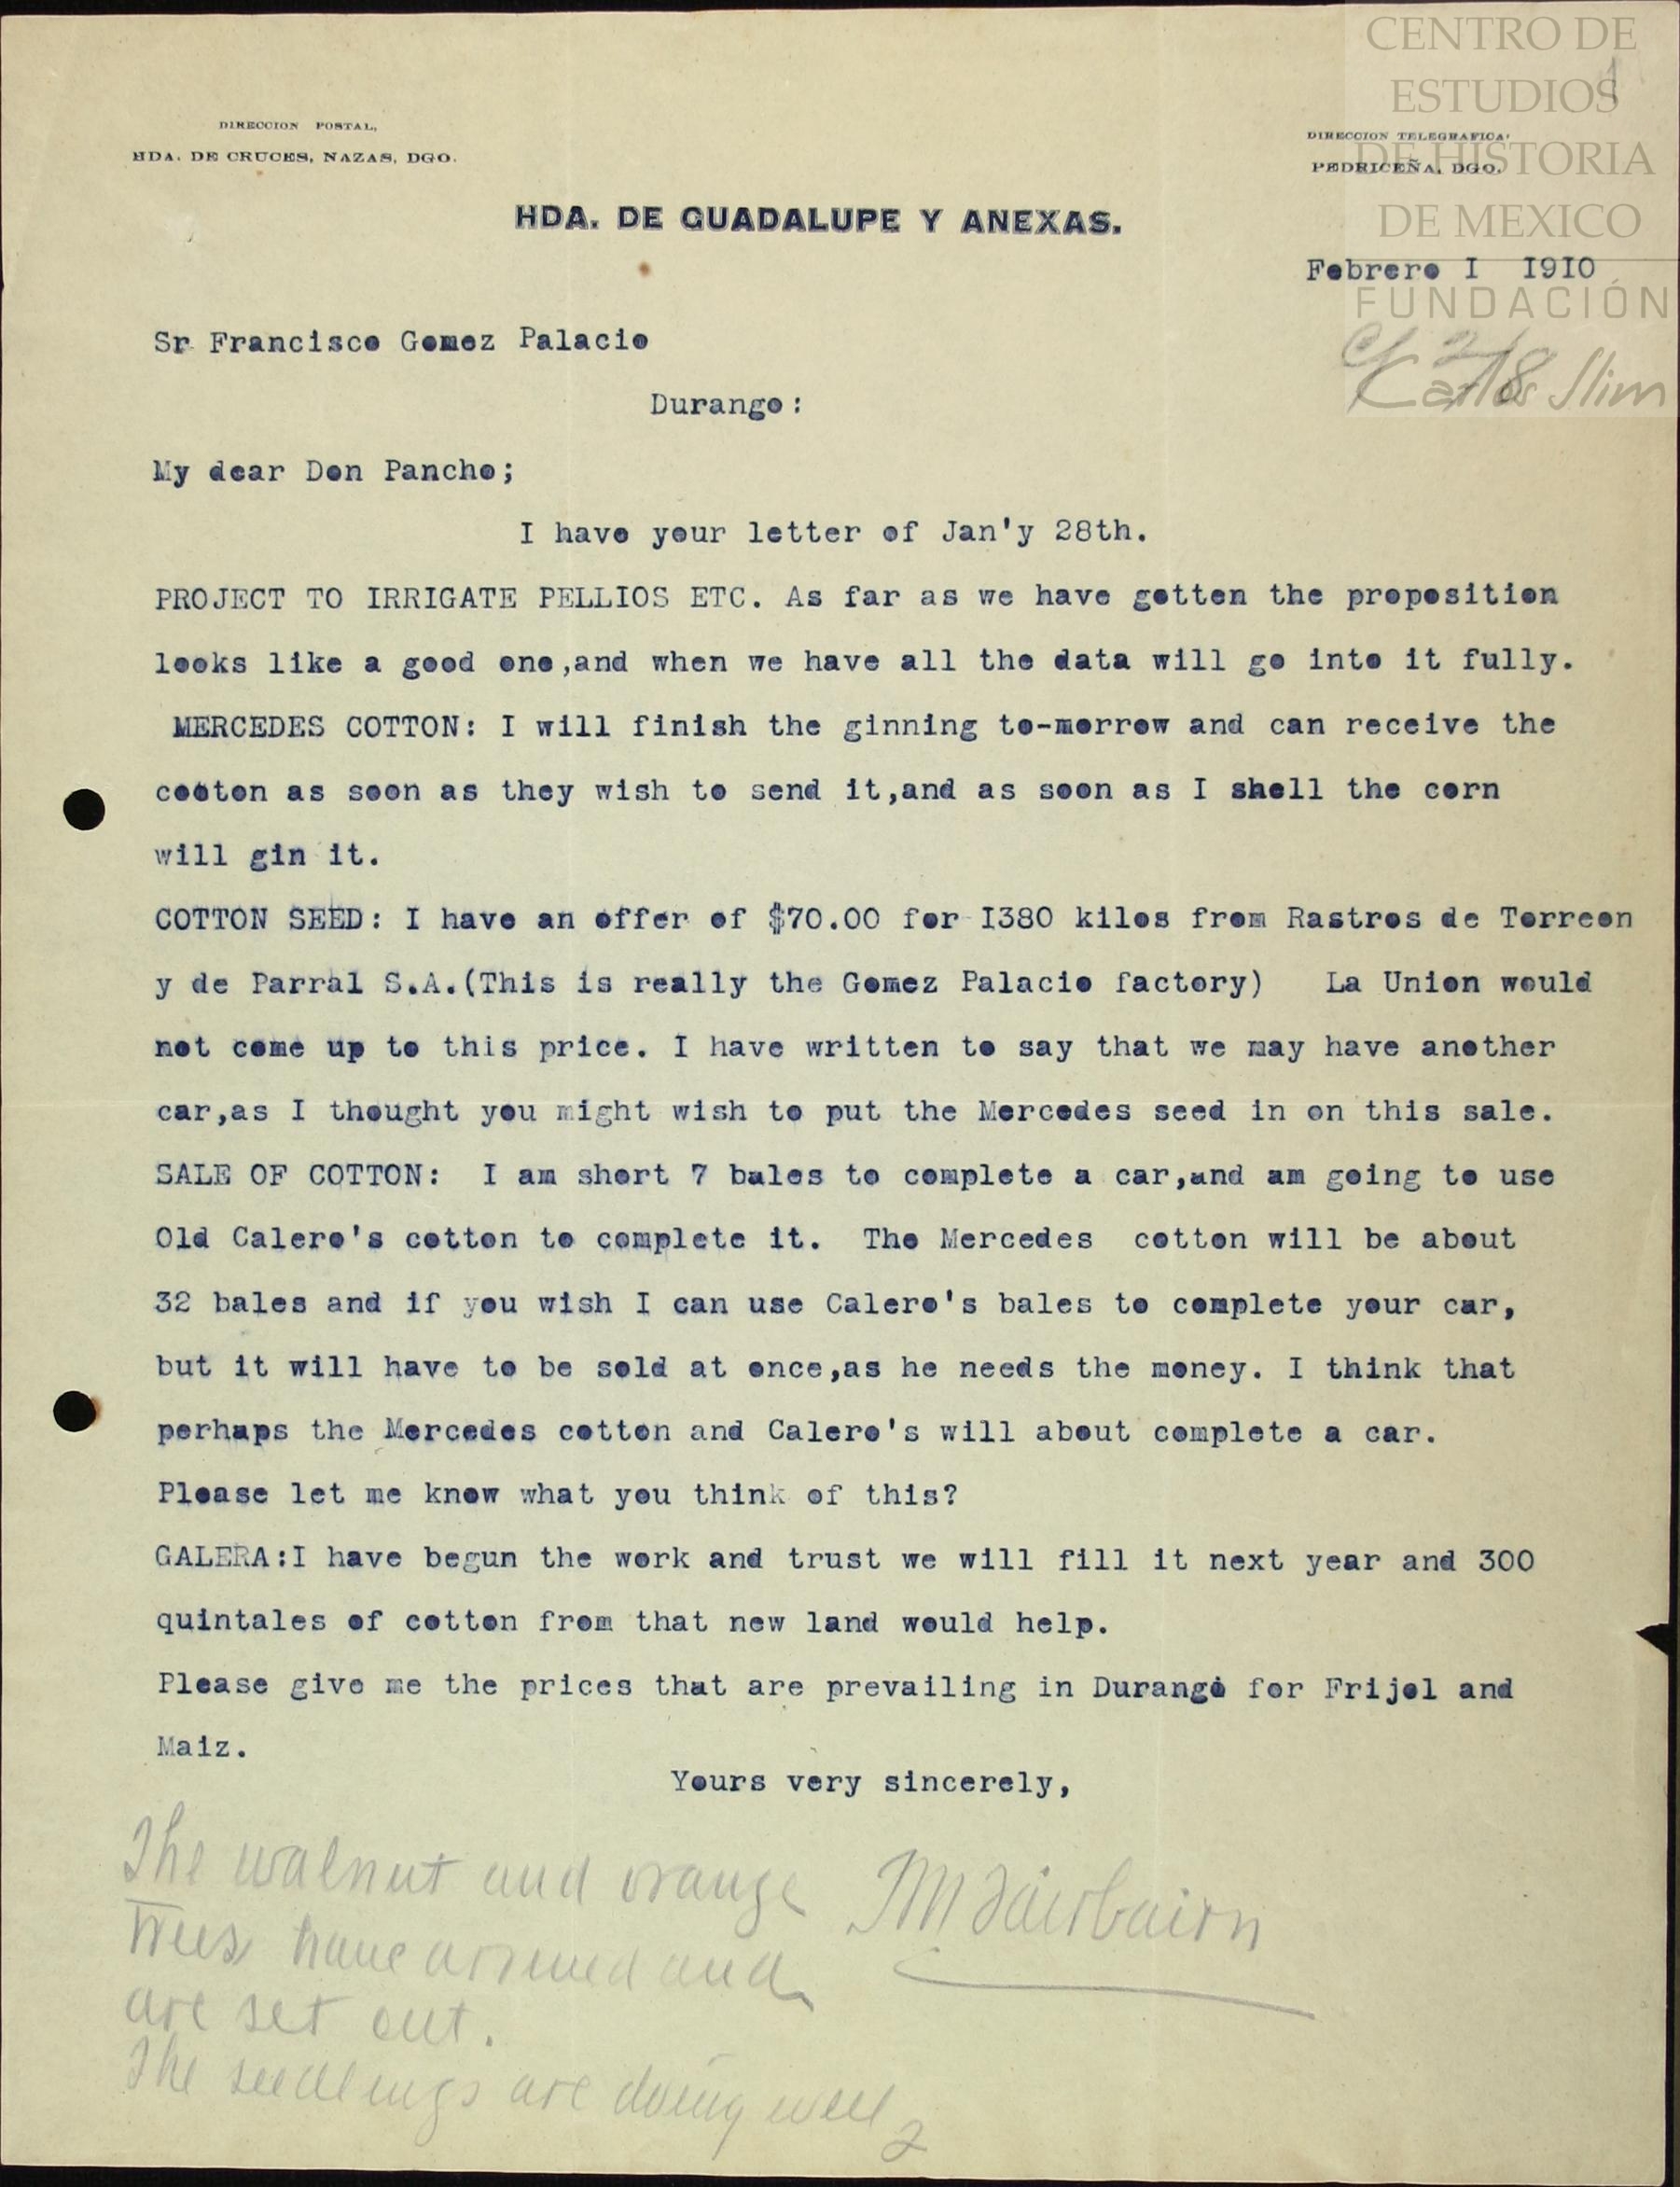 CENTRO DE
ESTUDIOS
DE HISTORIA
DE MEXICO
FUNDACIÓN
Carlos Slim
DIRECCION POSTAL,
HDA. DE CRUCES, NAZAS, DGO.
DIRECCION TELEGRAFICA,
PEDRICEÑA, DGO.
HDA. DE GUADALUPE Y ANEXAS.
Febrero I I9IO
Sr Francisco Gomez Palacio
Durango:
My dear Don Pancho;
I have your letter of Jan'y 28th.
PROJECT TO IRRIGATE PELLIOS ETC. As far as we have gotten the proposition
looks like a good one,and when we have all the data will go into it fully.
MERCEDES COTTON: I will finish the ginning to-morrow and can receive the
cotton as soon as they wish to send it,and as soon as I shell the corn
will gin it.
COTTON SEED: I have an offer of $70.00 for I380 kilos from Rastros de Torreon
y de Parral S.A.(This is really the Gomez Palacio factory) La Union would
not come up to this price. I have written to say that we may have another
car,as I thought you might wish to put the Mercedes seed in on this sale.
SALE OF COTTON: I am short 7 bales to complete a car,and am going to use
Old Calero's cotton to complete it. The Mercedes cotton will be about
32 bales and if you wish I can use Calero's bales to complete your car,
but it will have to be sold at once,as he needs the money. I think that
perhaps the Mercedes cotton and Calero's will about complete a car.
Please let me know what you think of this?
GALERA:I have begun the work and trust we will fill it next year and 300
quintales of cotton from that new land would help.
Please give me the prices that are prevailing in Durango for Frijol and
Maiz.
Yours very sincerely,
The walnut and orange
trees have arrived and
are set out.
The seedlings are doing well
JM Fairbairn